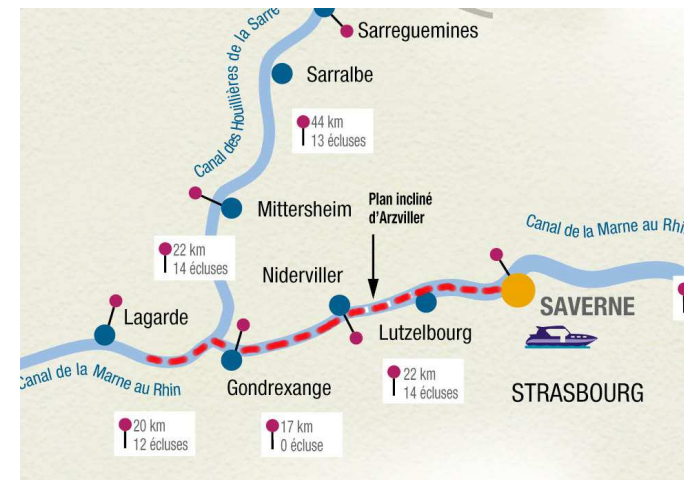 Sarreguemines
Canal des Houillières de la Sarre
Sarralbe
44 km
13 écluses
Mittersheim
Plan incliné
d'Arzviller
Canal de la Marne au Rhi
22 km
14 écluses
Niderviller
Lagarde
SAVERNE
Lutzelbourg
Canal de la Marne au Rhin
Gondrexange
22 km
14 écluses
STRASBOURG
20 km
12 écluses
17 km
0 écluse